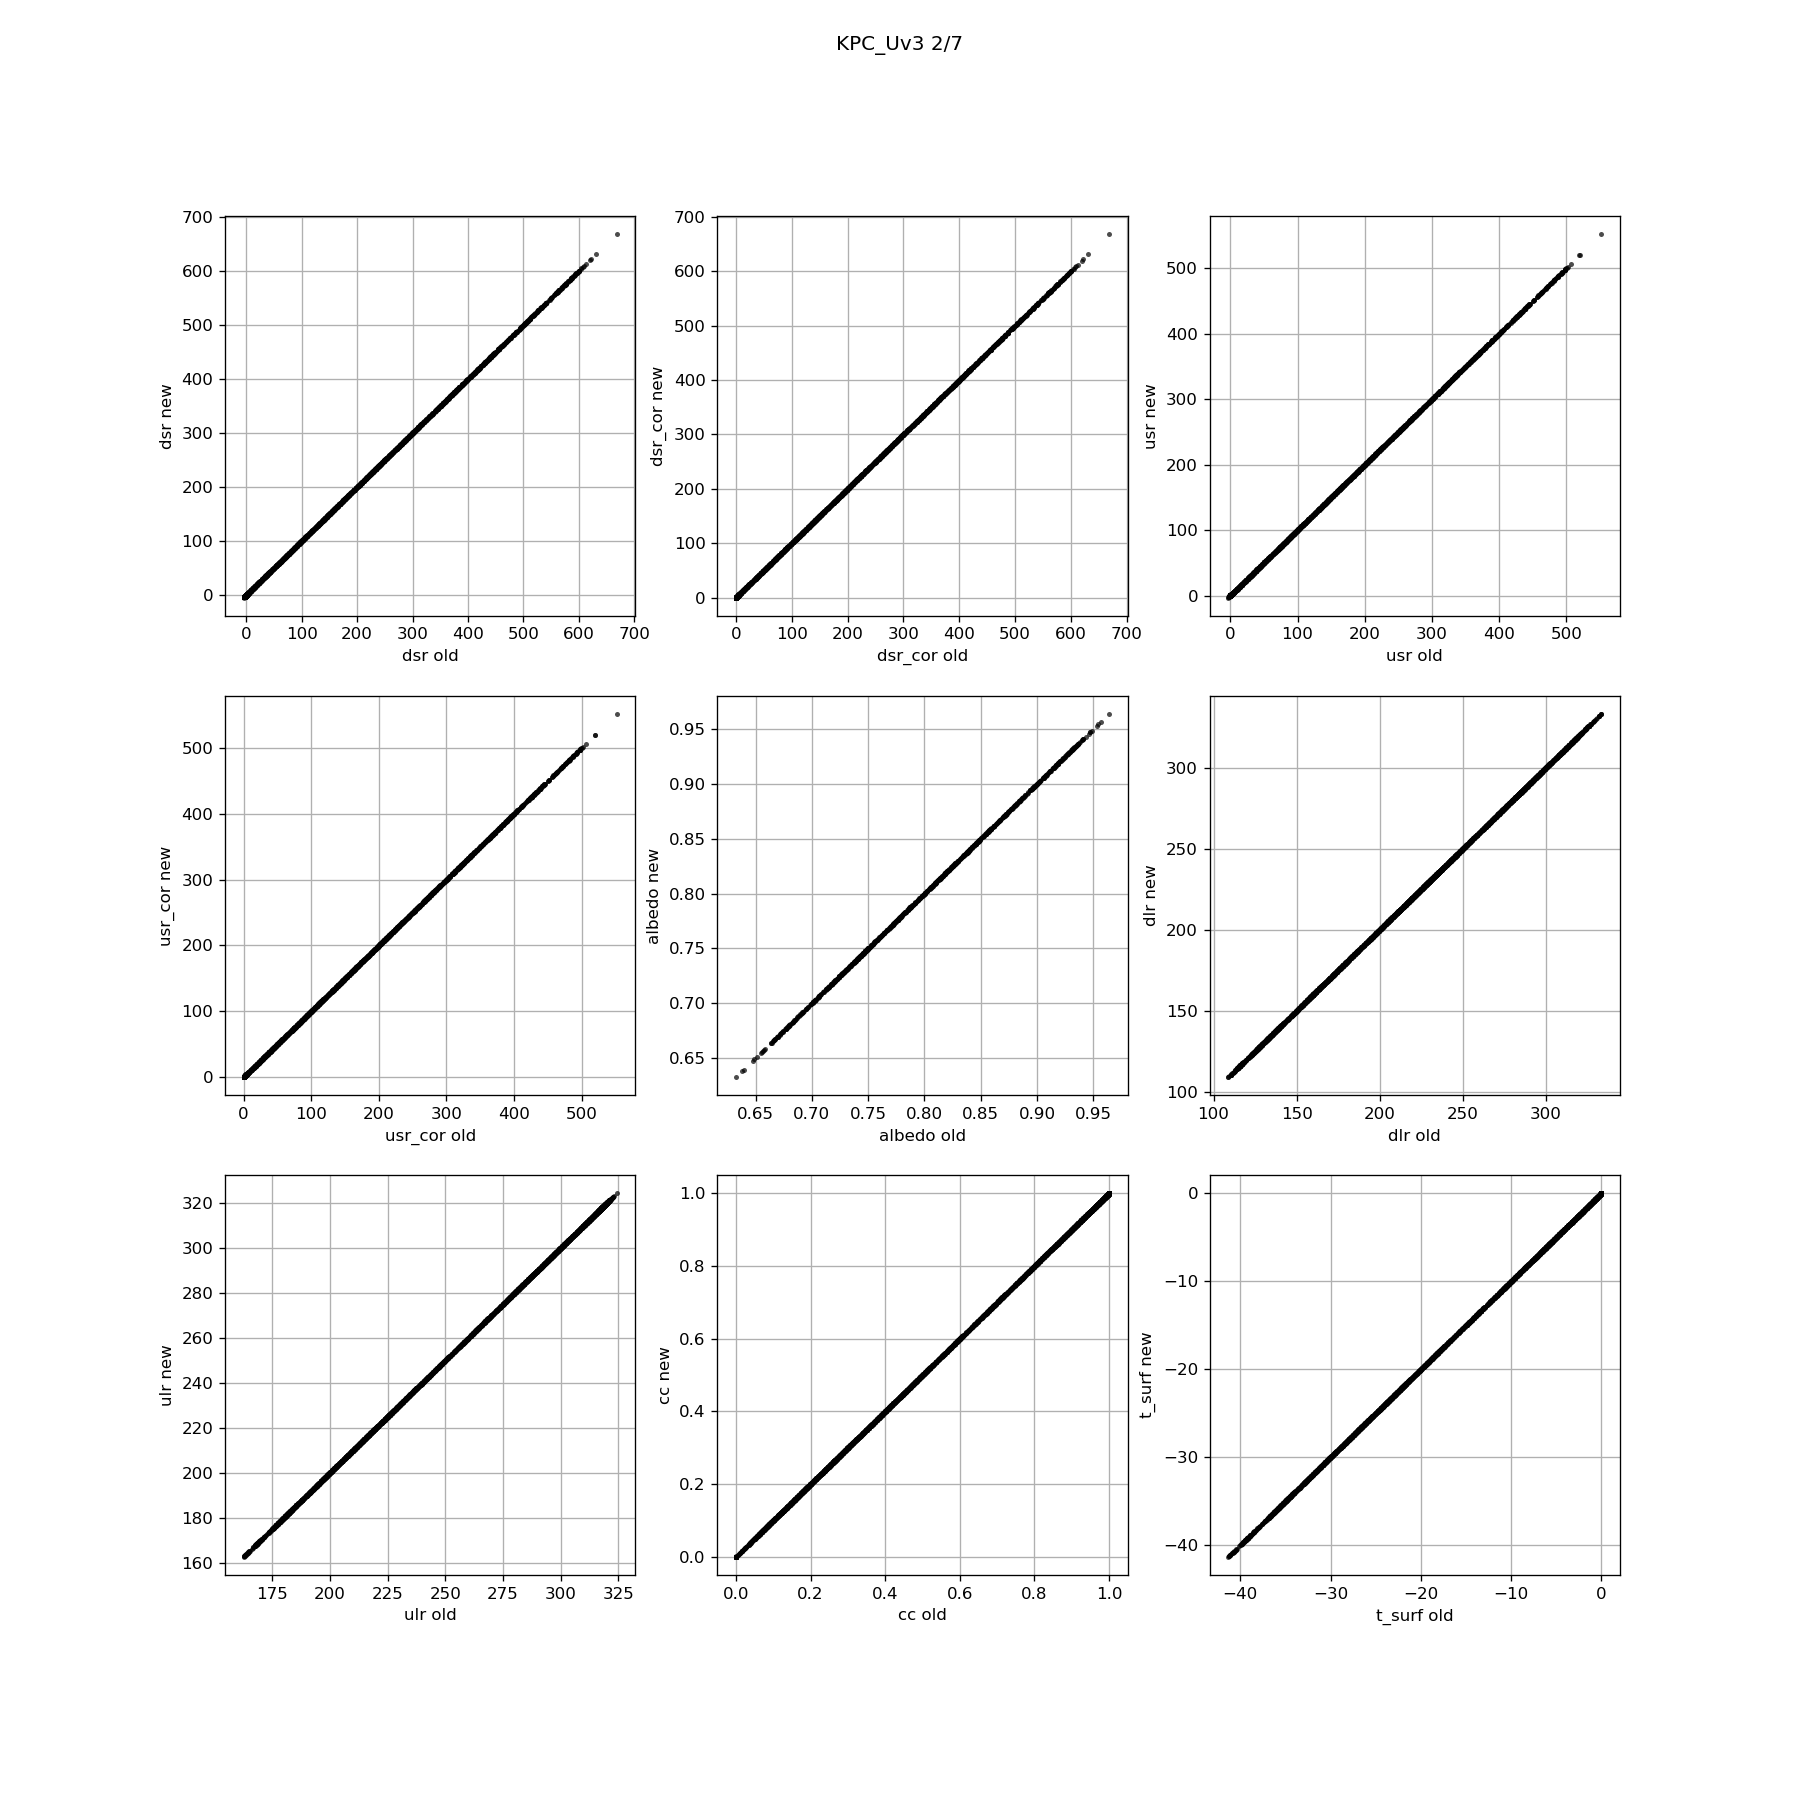 KPC_Uv3 2/7
700
600
500
400
300
200
100
0
dsr new
0 100 200 300 400 500 600 700
dsr old
700
600
500
400
300
200
100
0
dsr_cor new
0 100 200 300 400 500 600 700
dsr_cor old
500
400
300
200
100
0
usr new
0 100 200 300 400 500
usr old
500
400
300
200
100
0
usr_cor new
0 100 200 300 400 500
usr_cor old
0.95
0.90
0.85
0.80
0.75
0.70
0.65
albedo new
0.65 0.70 0.75 0.80 0.85 0.90 0.95
albedo old
300
250
200
150
100
dlr new
100 150 200 250 300
dlr old
320
300
280
260
240
220
200
180
160
ulr new
175 200 225 250 275 300 325
ulr old
1.0
0.8
0.6
0.4
0.2
0.0
cc new
0.0 0.2 0.4 0.6 0.8 1.0
cc old
0
−10
−20
−30
−40
t_surf new
−40 −30 −20 −10 0
t_surf old